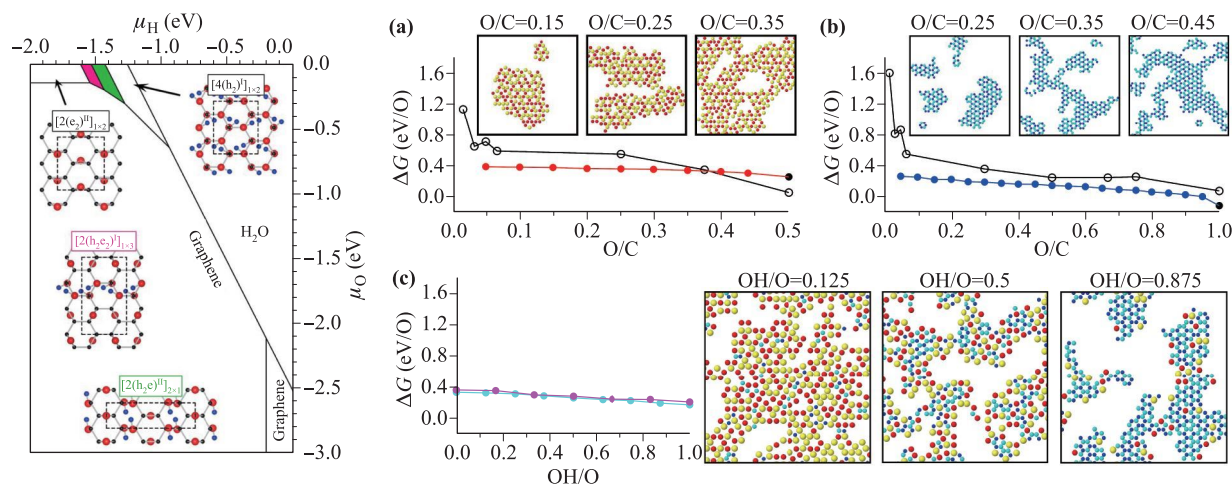 μH (eV)
−2.0 −1.5 −1.0 −0.5 0.0
0.0
−0.5
−1.0
−1.5
−2.0
−2.5
−3.0
μO (eV)
[4(h2)I]1×2
[2(e2)II]1×2
H2O
Graphene
[2(h2e2)I]1×3
[2(h2e)II]2×1
Graphene
(a)
O/C=0.15 O/C=0.25 O/C=0.35
1.6
1.2
0.8
0.4
0.0
ΔG (eV/O)
0.0 0.1 0.2 0.3 0.4 0.5
O/C
(b)
O/C=0.25 O/C=0.35 O/C=0.45
1.6
1.2
0.8
0.4
0.0
ΔG (eV/O)
0.0 0.2 0.4 0.6 0.8 1.0
O/C
(c)
OH/O=0.125 OH/O=0.5 OH/O=0.875
1.6
1.2
0.8
0.4
0.0
ΔG (eV/O)
0.0 0.2 0.4 0.6 0.8 1.0
OH/O